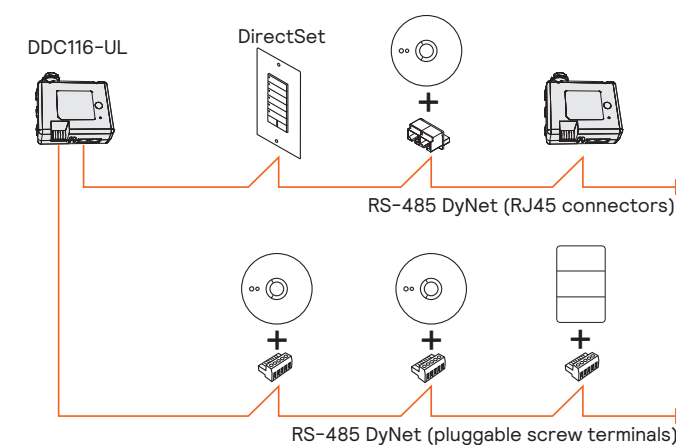 DDC116-UL
DirectSet
RS-485 DyNet (RJ45 connectors)
RS-485 DyNet (pluggable screw terminals)